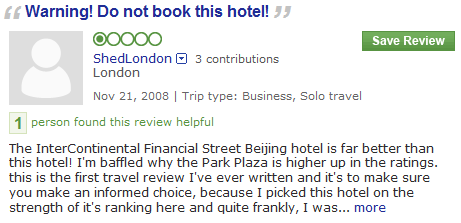 “ Warning! Do not book this hotel! ”
Save Review
ShedLondon 3 contributions
London
Nov 21, 2008 | Trip type: Business, Solo travel
1 person found this review helpful
The InterContinental Financial Street Beijing hotel is far better than
this hotel! I'm baffled why the Park Plaza is higher up in the ratings.
this is the first travel review I've ever written and it's to make sure
you make an informed choice, because I picked this hotel on the
strength of it's ranking here and quite frankly, I was... more